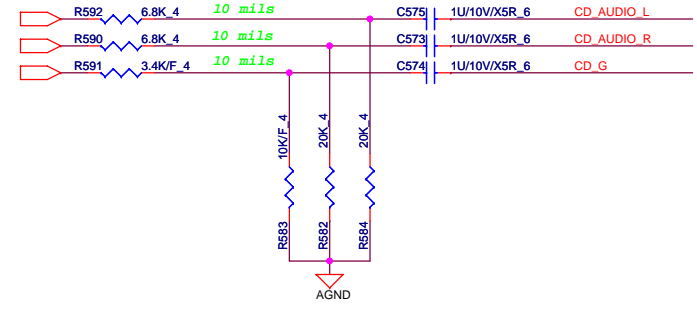 R592 6.8K_4 10 mils C575 1U/10V/X5R_6 CD_AUDIO_L
R590 6.8K_4 10 mils C573 1U/10V/X5R_6 CD_AUDIO_R
R591 3.4K/F_4 10 mils C574 1U/10V/X5R_6 CD_G
10K/F_4 20K_4 20K_4
R583 R582 R584
AGND